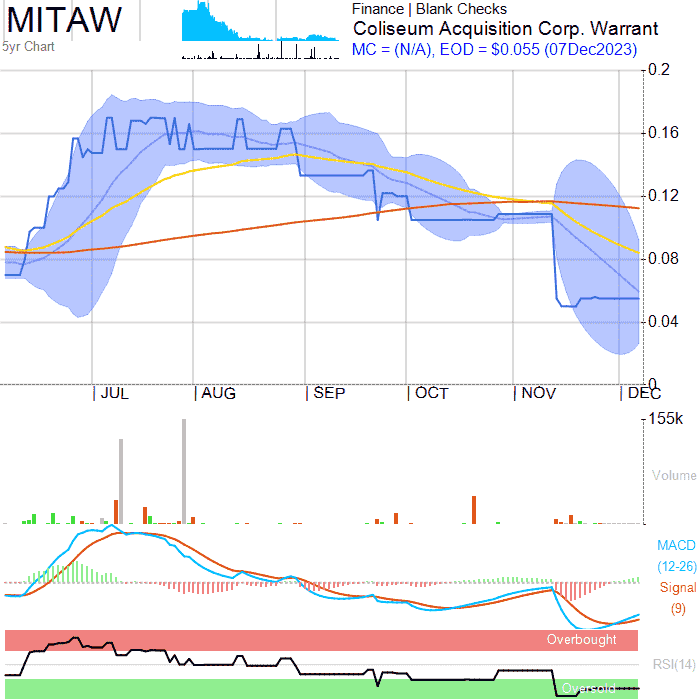 MITAW
5yr Chart
Finance | Blank Checks
Coliseum Acquisition Corp. Warrant
MC = (N/A), EOD = $0.055 (07Dec2023)
0.2
0.16
0.12
0.08
0.04
0
JUL AUG SEP OCT NOV DEC
155k
Volume
MACD
(12-26)
Signal
(9)
Overbought
RSI(14)
Oversold